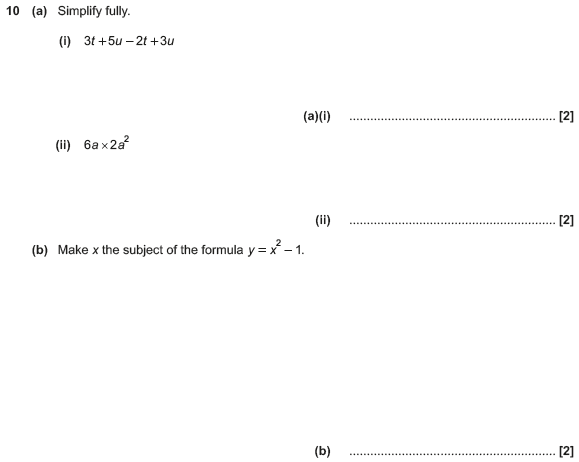 10 (a) Simplify fully.
(i) 3t + 5u – 2t + 3u
(a)(i) ............................................................ [2]
(ii) 6a × 2a²
(ii) ............................................................ [2]
(b) Make x the subject of the formula y = x² – 1.
(b) ............................................................ [2]